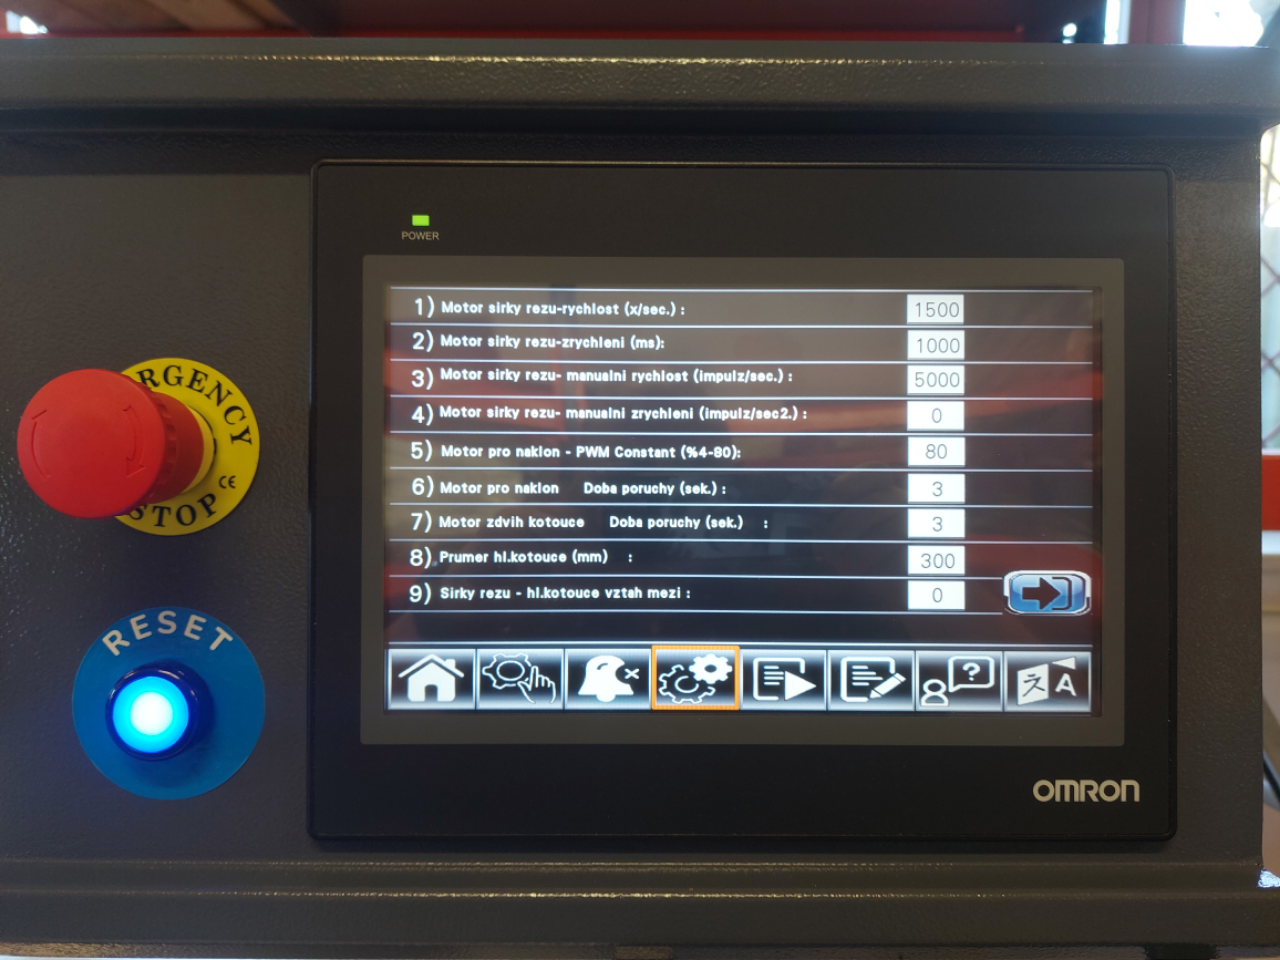 POWER
1) Motor sirky rezu-rychlost (x/sec.) : 1500
2) Motor sirky rezu-zrychleni (ms): 1000
3) Motor sirky rezu- manualni rychlost (impulz/sec.) : 5000
4) Motor sirky rezu- manualni zrychleni (impulz/sec2.) : 0
5) Motor pro naklon - PWM Constant (%4-80): 80
6) Motor pro naklon Doba poruchy (sek.) : 3
7) Motor zdvih kotouce Doba poruchy (sek.) : 3
8) Prumer hl.kotouce (mm) : 300
9) Sirky rezu - hl.kotouce vztah mezi : 0
?
え A
OMRON
RGENCY
STOP
CE
RESET